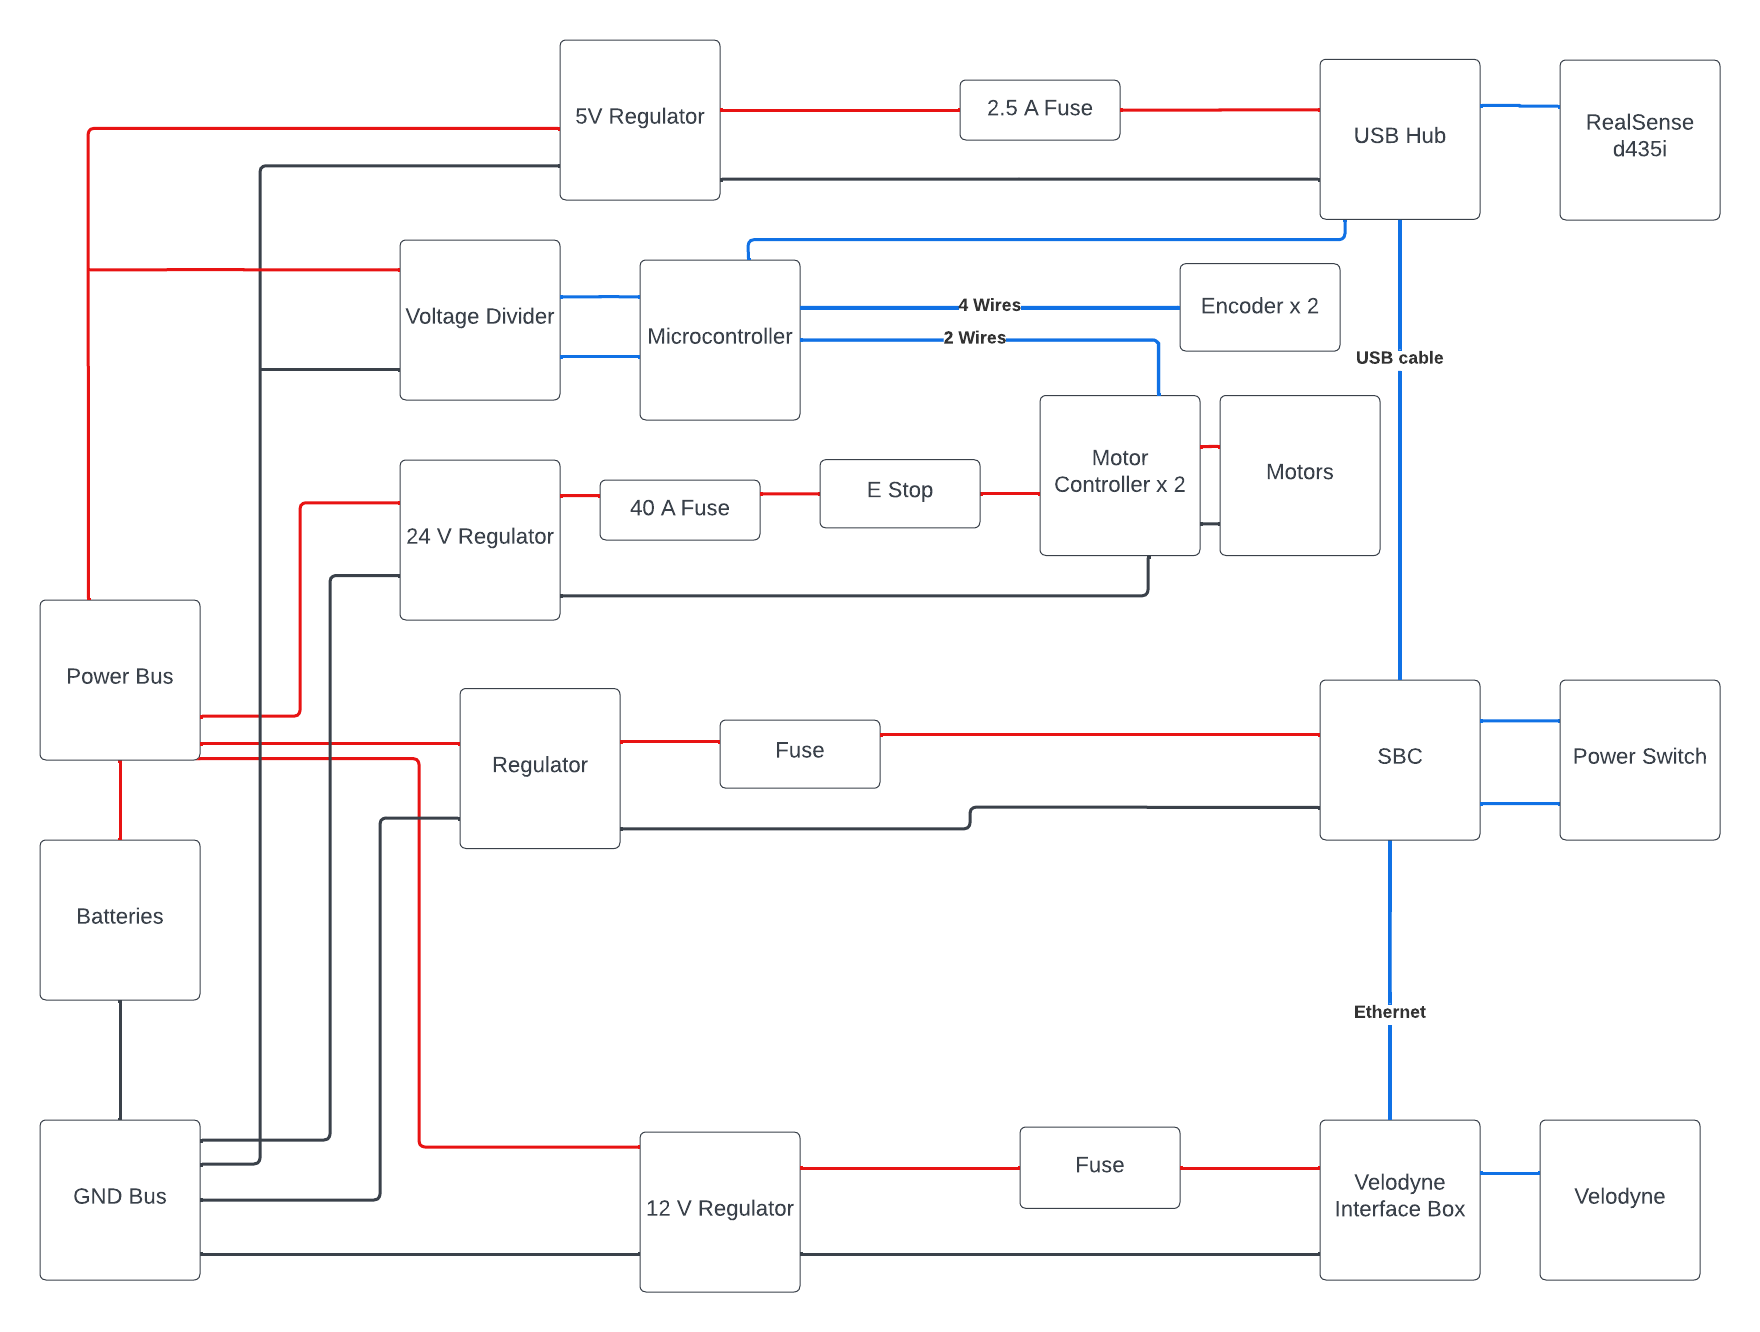 5V Regulator
2.5 A Fuse
USB Hub
RealSense
d435i
Voltage Divider
Microcontroller
4 Wires
2 Wires
Encoder x 2
USB cable
24 V Regulator
40 A Fuse
E Stop
Motor
Controller x 2
Motors
Power Bus
Regulator
Fuse
SBC
Power Switch
Batteries
Ethernet
GND Bus
12 V Regulator
Fuse
Velodyne
Interface Box
Velodyne